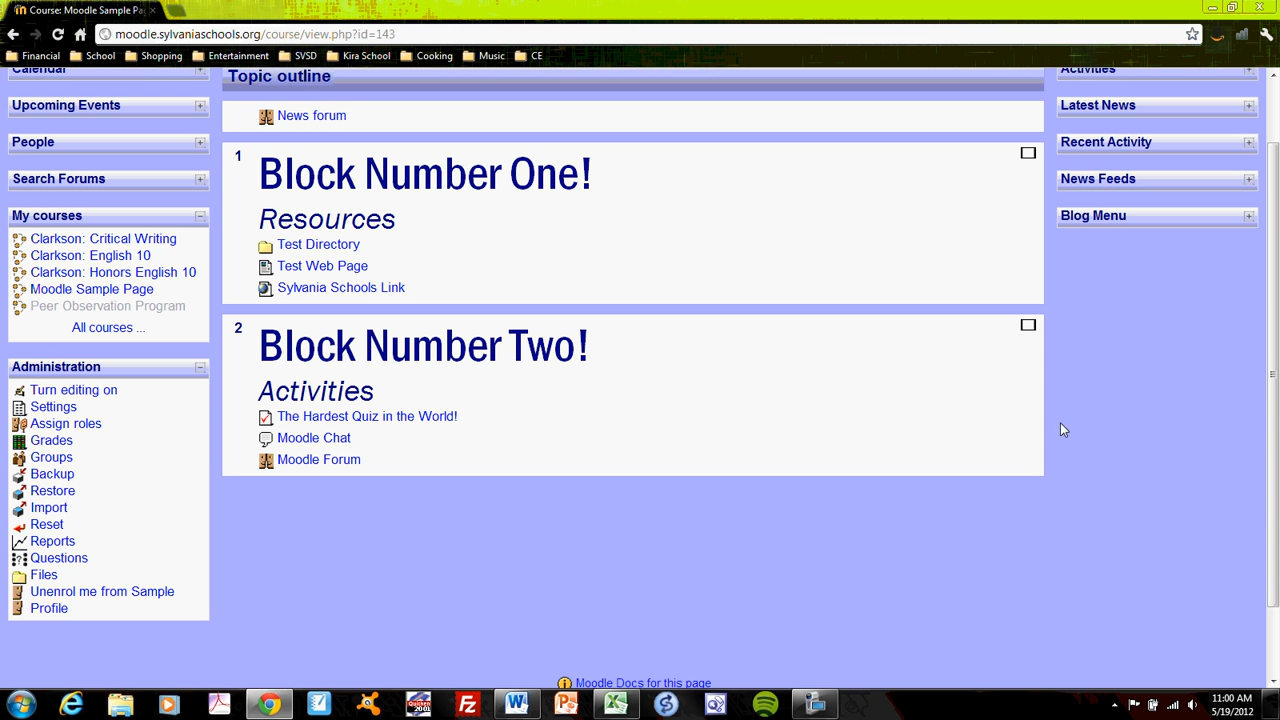 Course: Moodle Sample Pa
moodle.sylvaniaschools.org/course/view.php?id=143
Financial School Shopping Entertainment SVSD Kira School Cooking Music CE
Calendar
Upcoming Events
People
Search Forums
My courses
Clarkson: Critical Writing
Clarkson: English 10
Clarkson: Honors English 10
Moodle Sample Page
Peer Observation Program
All courses ...
Administration
Turn editing on
Settings
Assign roles
Grades
Groups
Backup
Restore
Import
Reset
Reports
Questions
Files
Unenrol me from Sample
Profile
Topic outline
News forum
1
Block Number One!
Resources
Test Directory
Test Web Page
Sylvania Schools Link
2
Block Number Two!
Activities
The Hardest Quiz in the World!
Moodle Chat
Moodle Forum
Activities
Latest News
Recent Activity
News Feeds
Blog Menu
Moodle Docs for this page
11:00 AM
5/19/2012